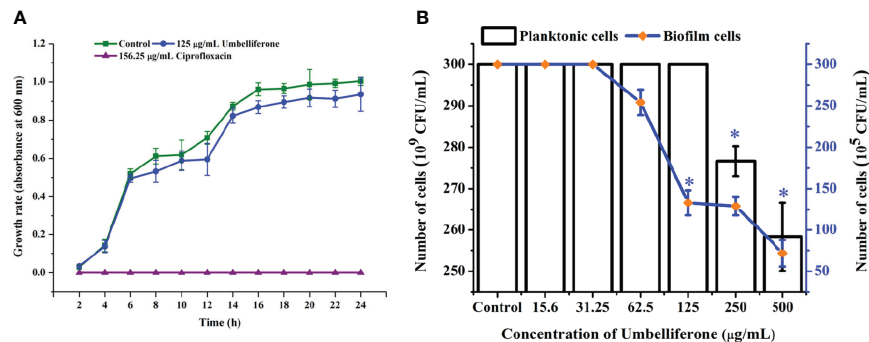 A
Control
125 μg/mL Umbelliferone
156.25 μg/mL Ciprofloxacin
1.2
1.0
0.8
0.6
0.4
0.2
0.0
Growth rate (absorbance at 600 nm)
2 4 6 8 10 12 14 16 18 20 22 24
Time (h)
B
Planktonic cells
Biofilm cells
300
290
280
270
260
250
Number of cells (10⁹ CFU/mL)
300
250
200
150
100
50
Number of cells (10⁵ CFU/mL)
* * *
Control 15.6 31.25 62.5 125 250 500
Concentration of Umbelliferone (μg/mL)